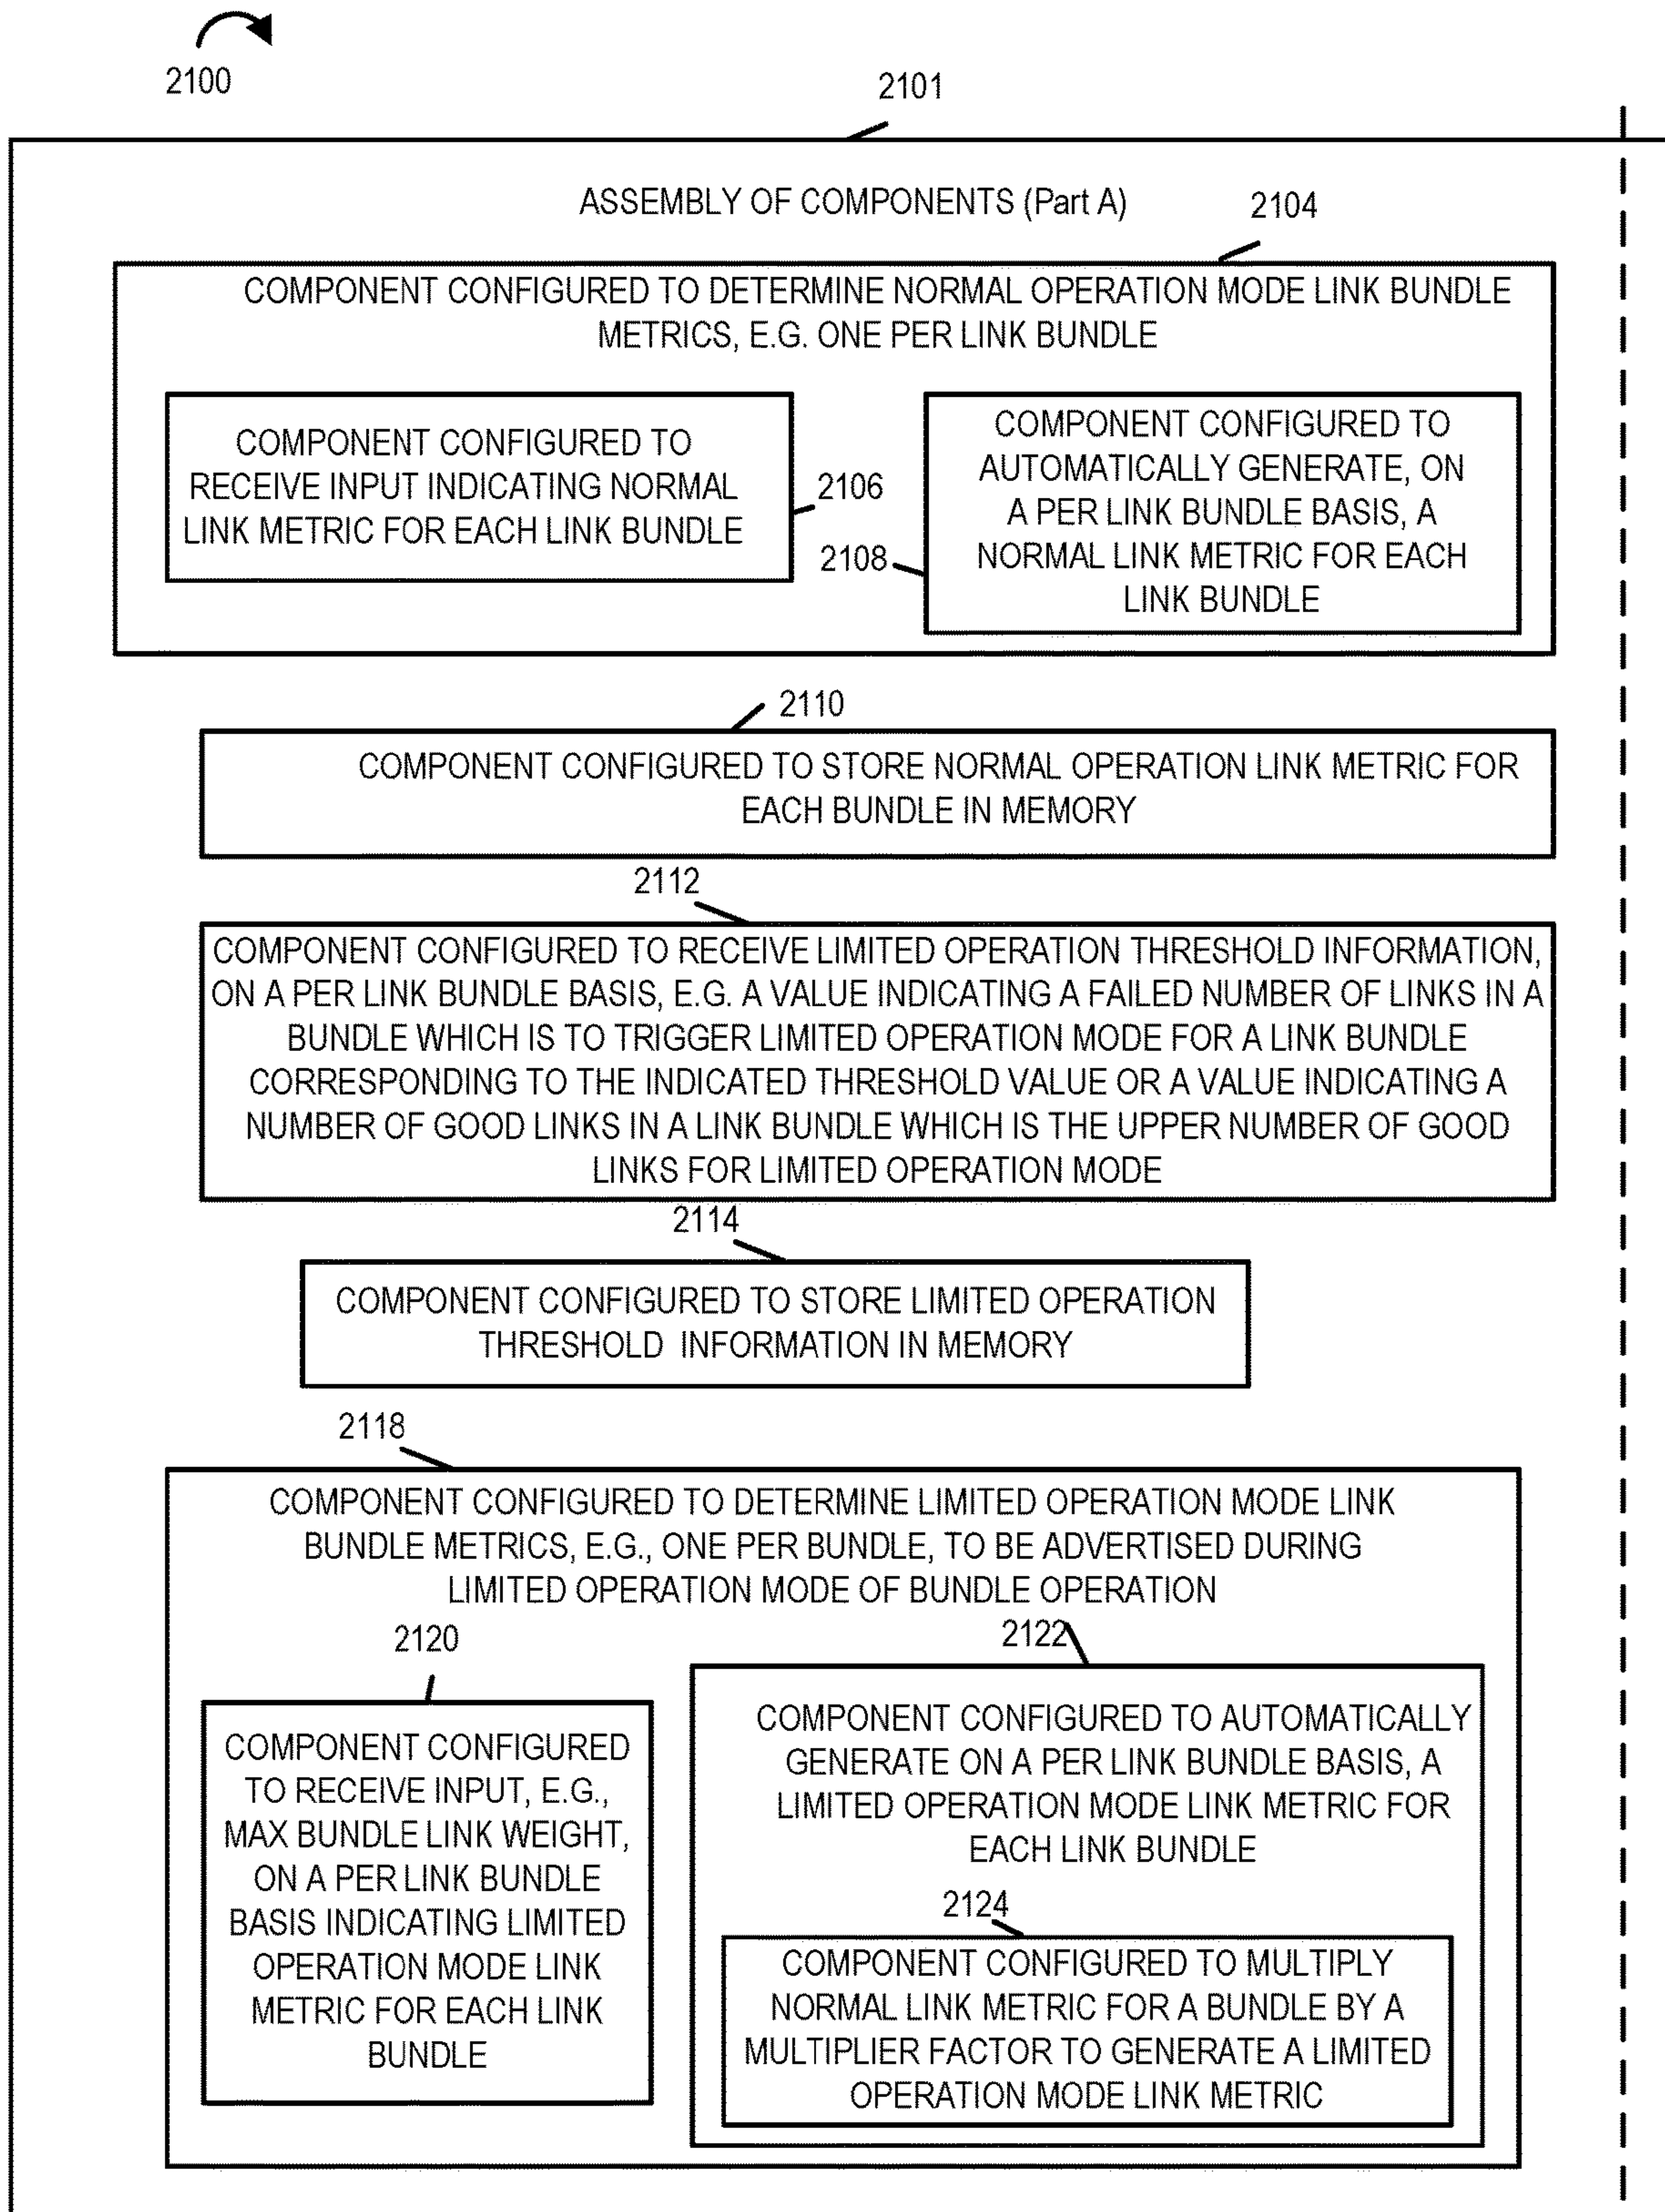 2100
2101
ASSEMBLY OF COMPONENTS (Part A)
2104
COMPONENT CONFIGURED TO DETERMINE NORMAL OPERATION MODE LINK BUNDLE
METRICS, E.G. ONE PER LINK BUNDLE
COMPONENT CONFIGURED TO
RECEIVE INPUT INDICATING NORMAL
LINK METRIC FOR EACH LINK BUNDLE
2106
2108
COMPONENT CONFIGURED TO
AUTOMATICALLY GENERATE, ON
A PER LINK BUNDLE BASIS, A
NORMAL LINK METRIC FOR EACH
LINK BUNDLE
2110
COMPONENT CONFIGURED TO STORE NORMAL OPERATION LINK METRIC FOR
EACH BUNDLE IN MEMORY
2112
COMPONENT CONFIGURED TO RECEIVE LIMITED OPERATION THRESHOLD INFORMATION,
ON A PER LINK BUNDLE BASIS, E.G. A VALUE INDICATING A FAILED NUMBER OF LINKS IN A
BUNDLE WHICH IS TO TRIGGER LIMITED OPERATION MODE FOR A LINK BUNDLE
CORRESPONDING TO THE INDICATED THRESHOLD VALUE OR A VALUE INDICATING A
NUMBER OF GOOD LINKS IN A LINK BUNDLE WHICH IS THE UPPER NUMBER OF GOOD
LINKS FOR LIMITED OPERATION MODE
2114
COMPONENT CONFIGURED TO STORE LIMITED OPERATION
THRESHOLD INFORMATION IN MEMORY
2118
COMPONENT CONFIGURED TO DETERMINE LIMITED OPERATION MODE LINK
BUNDLE METRICS, E.G., ONE PER BUNDLE, TO BE ADVERTISED DURING
LIMITED OPERATION MODE OF BUNDLE OPERATION
2120
COMPONENT CONFIGURED
TO RECEIVE INPUT, E.G.,
MAX BUNDLE LINK WEIGHT,
ON A PER LINK BUNDLE
BASIS INDICATING LIMITED
OPERATION MODE LINK
METRIC FOR EACH LINK
BUNDLE
2122
COMPONENT CONFIGURED TO AUTOMATICALLY
GENERATE ON A PER LINK BUNDLE BASIS, A
LIMITED OPERATION MODE LINK METRIC FOR
EACH LINK BUNDLE
2124
COMPONENT CONFIGURED TO MULTIPLY
NORMAL LINK METRIC FOR A BUNDLE BY A
MULTIPLIER FACTOR TO GENERATE A LIMITED
OPERATION MODE LINK METRIC